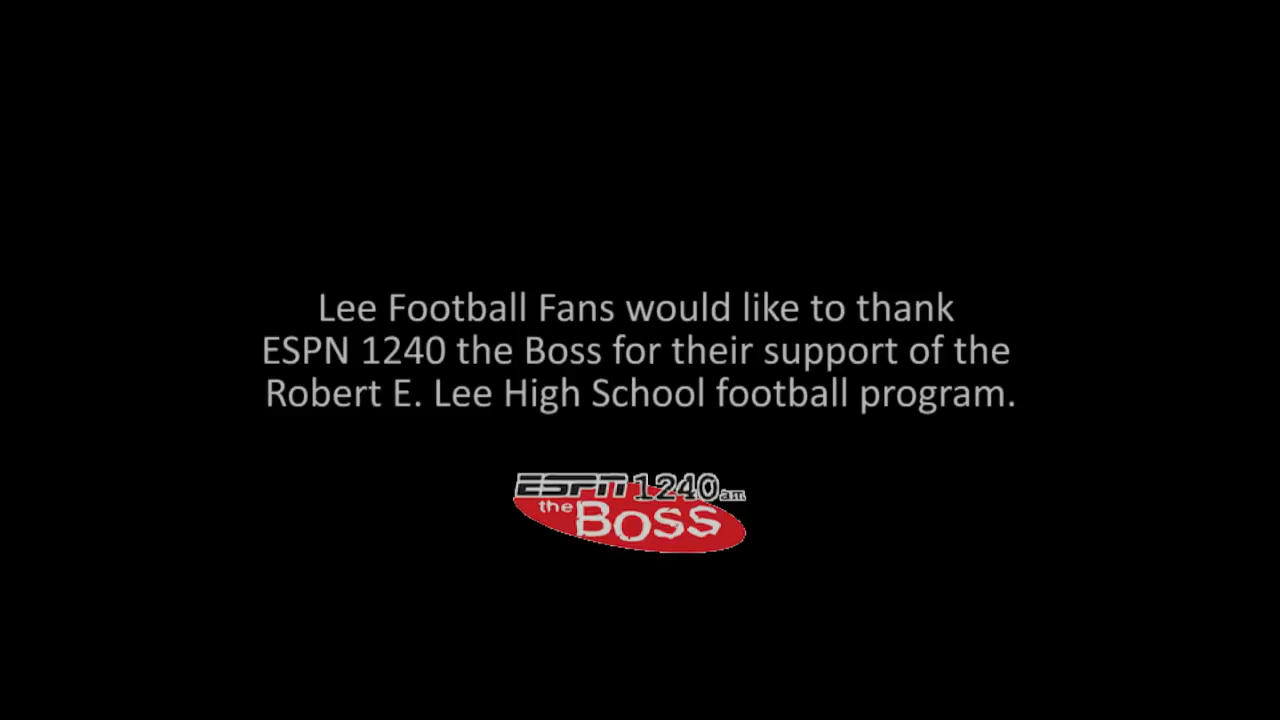 Lee Football Fans would like to thank
ESPN 1240 the Boss for their support of the
Robert E. Lee High School football program.
ESPN 1240 am
the Boss